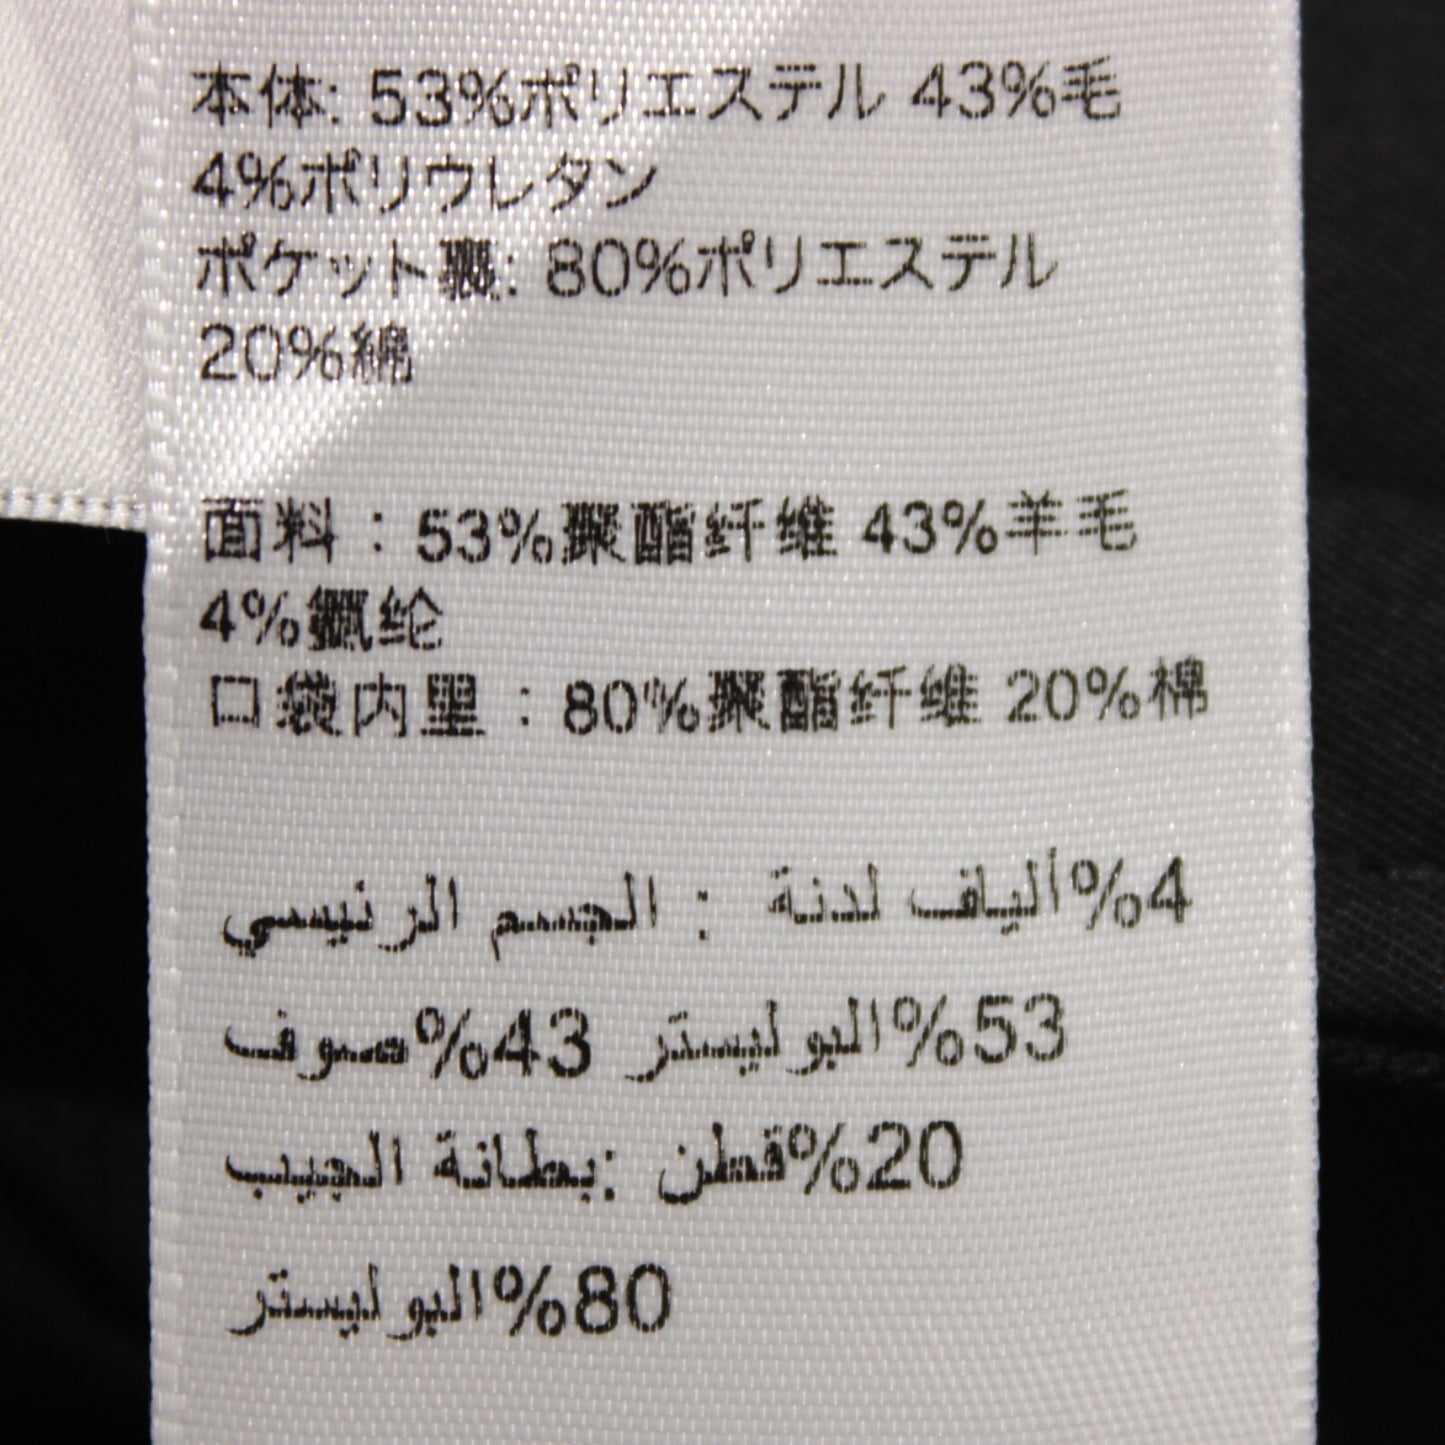 本体: 53%ポリエステル 43%毛
4%ポリウレタン
ポケット裏: 80%ポリエステル
20%綿
面料：53%聚酯纤维 43%羊毛
4%氨纶
口袋内里：80%聚酯纤维 20%棉
4%ألياف لدنة : الجسم الرئيسي
53%البوليستر 43%صوف
20%قطن :بطانة الجيب
80%البوليستر